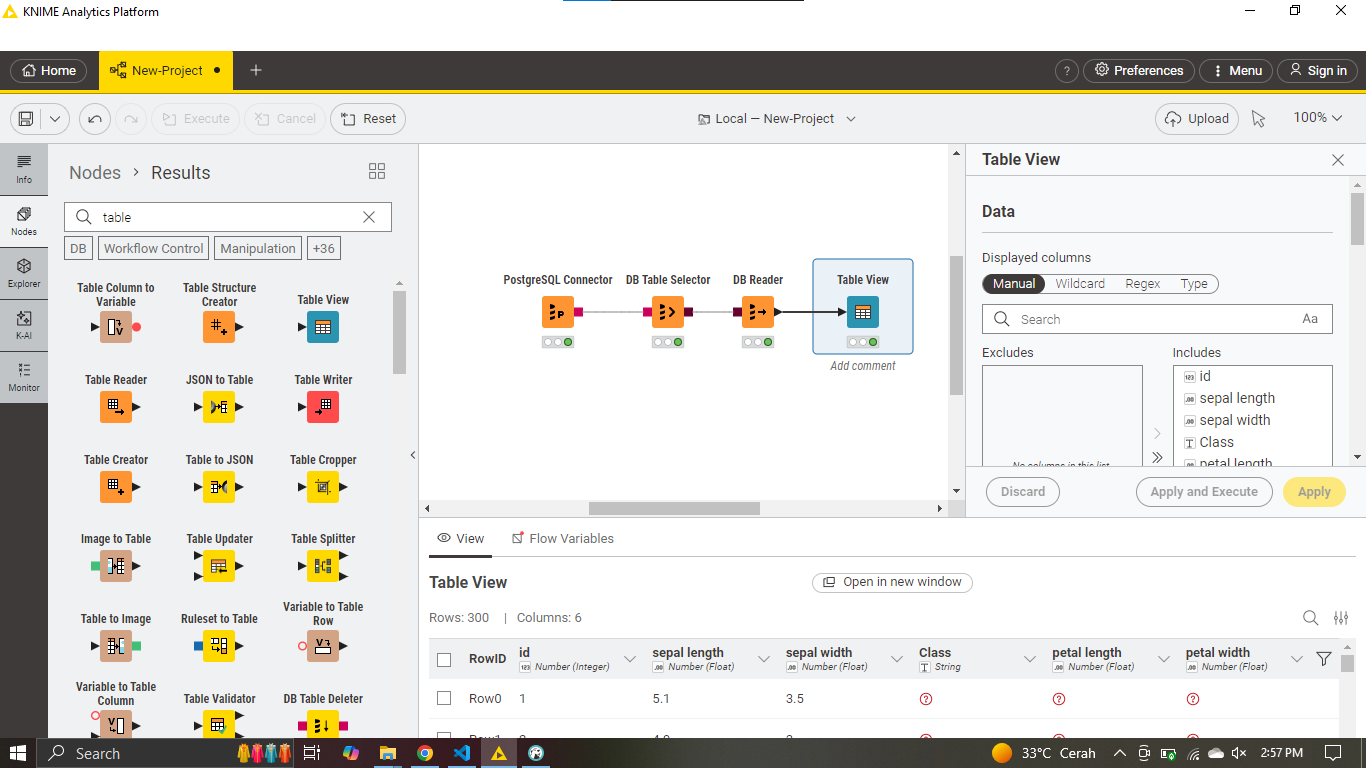 KNIME Analytics Platform
Home
New-Project
Preferences
Menu
Sign in
Execute
Cancel
Reset
Local — New-Project
Upload
100%
Info
Nodes
Explorer
K-AI
Monitor
Nodes > Results
table
DB
Workflow Control
Manipulation
+36
Table Column to Variable
Table Structure Creator
Table View
Table Reader
JSON to Table
Table Writer
Table Creator
Table to JSON
Table Cropper
Image to Table
Table Updater
Table Splitter
Table to Image
Ruleset to Table
Variable to Table Row
Variable to Table Column
Table Validator
DB Table Deleter
PostgreSQL Connector
DB Table Selector
DB Reader
Table View
Add comment
Table View
Data
Displayed columns
Manual
Wildcard
Regex
Type
Search
Aa
Excludes
Includes
No columns in this list
id
sepal length
sepal width
Class
petal length
Discard
Apply and Execute
Apply
View
Flow Variables
Table View
Open in new window
Rows: 300 | Columns: 6
RowID
id
Number (Integer)
sepal length
Number (Float)
sepal width
Number (Float)
Class
String
petal length
Number (Float)
petal width
Number (Float)
Row0 1 5.1 3.5 ? ? ?
Search
33°C Cerah
2:57 PM